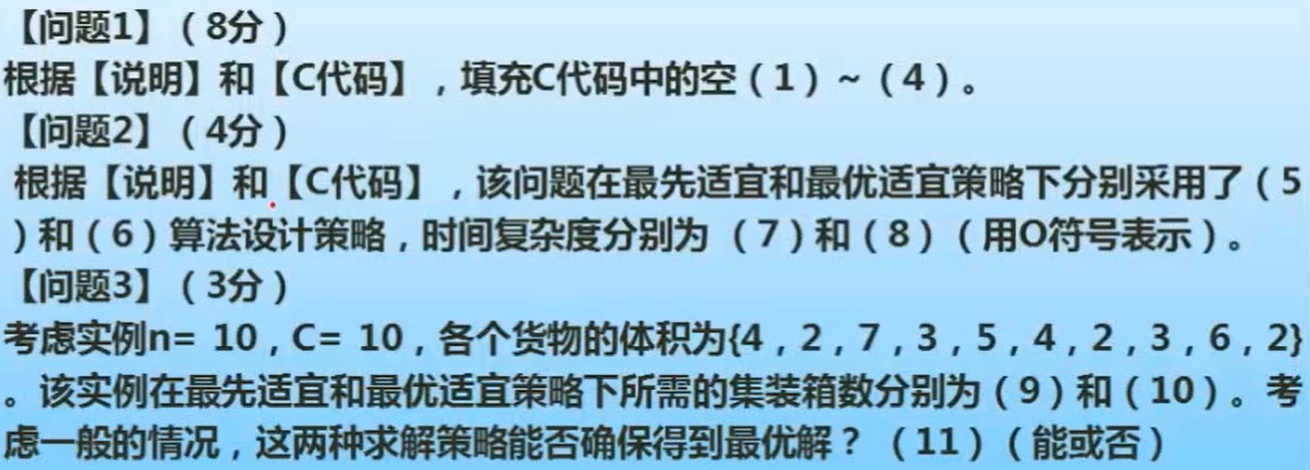 【问题1】（8分）
根据【说明】和【C代码】，填充C代码中的空（1）~（4）。
【问题2】（4分）
根据【说明】和【C代码】，该问题在最先适宜和最优适宜策略下分别采用了（5
）和（6）算法设计策略，时间复杂度分别为 （7）和（8）（用O符号表示）。
【问题3】（3分）
考虑实例n= 10，C= 10，各个货物的体积为{4，2，7，3，5，4，2，3，6，2}
。该实例在最先适宜和最优适宜策略下所需的集装箱数分别为（9）和（10）。考
虑一般的情况，这两种求解策略能否确保得到最优解？（11）（能或否）